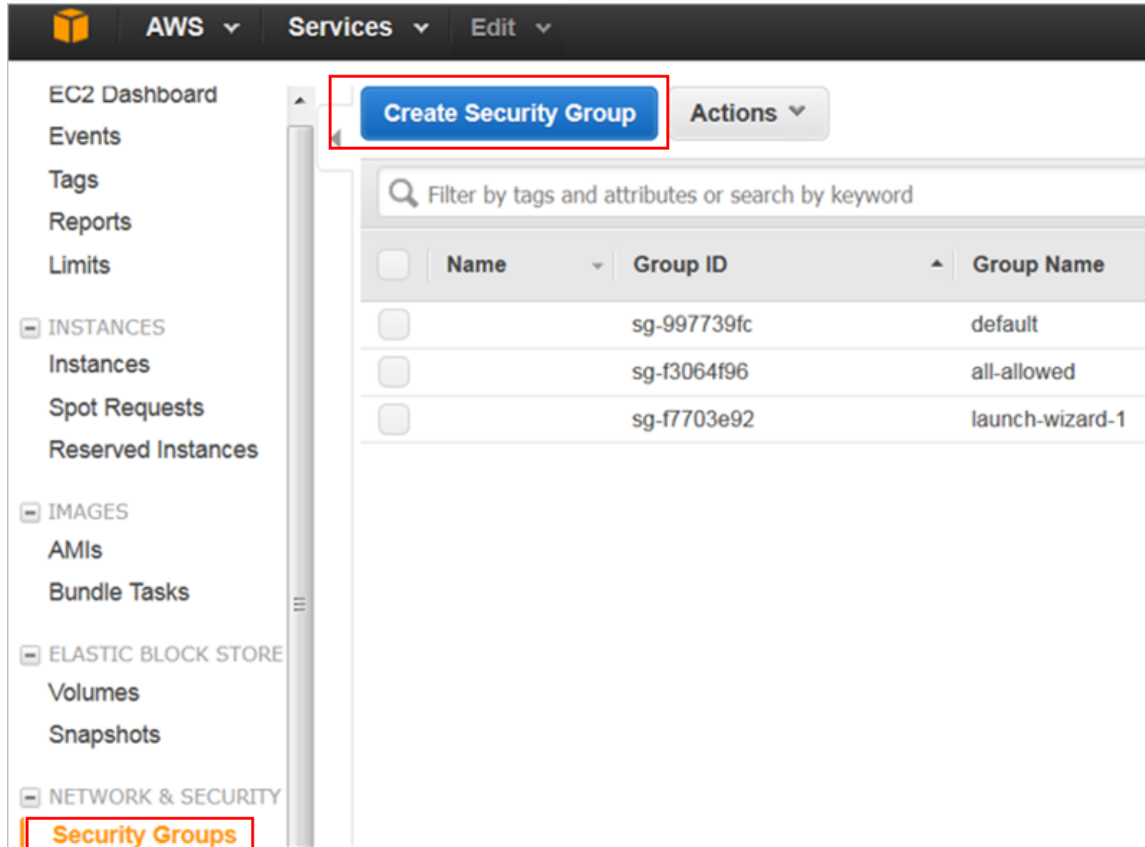 AWS Services Edit
EC2 Dashboard
Events
Tags
Reports
Limits
INSTANCES
Instances
Spot Requests
Reserved Instances
IMAGES
AMIs
Bundle Tasks
ELASTIC BLOCK STORE
Volumes
Snapshots
NETWORK & SECURITY
Security Groups
Create Security Group Actions
Filter by tags and attributes or search by keyword
Name Group ID Group Name
sg-997739fc default
sg-f3064f96 all-allowed
sg-f7703e92 launch-wizard-1